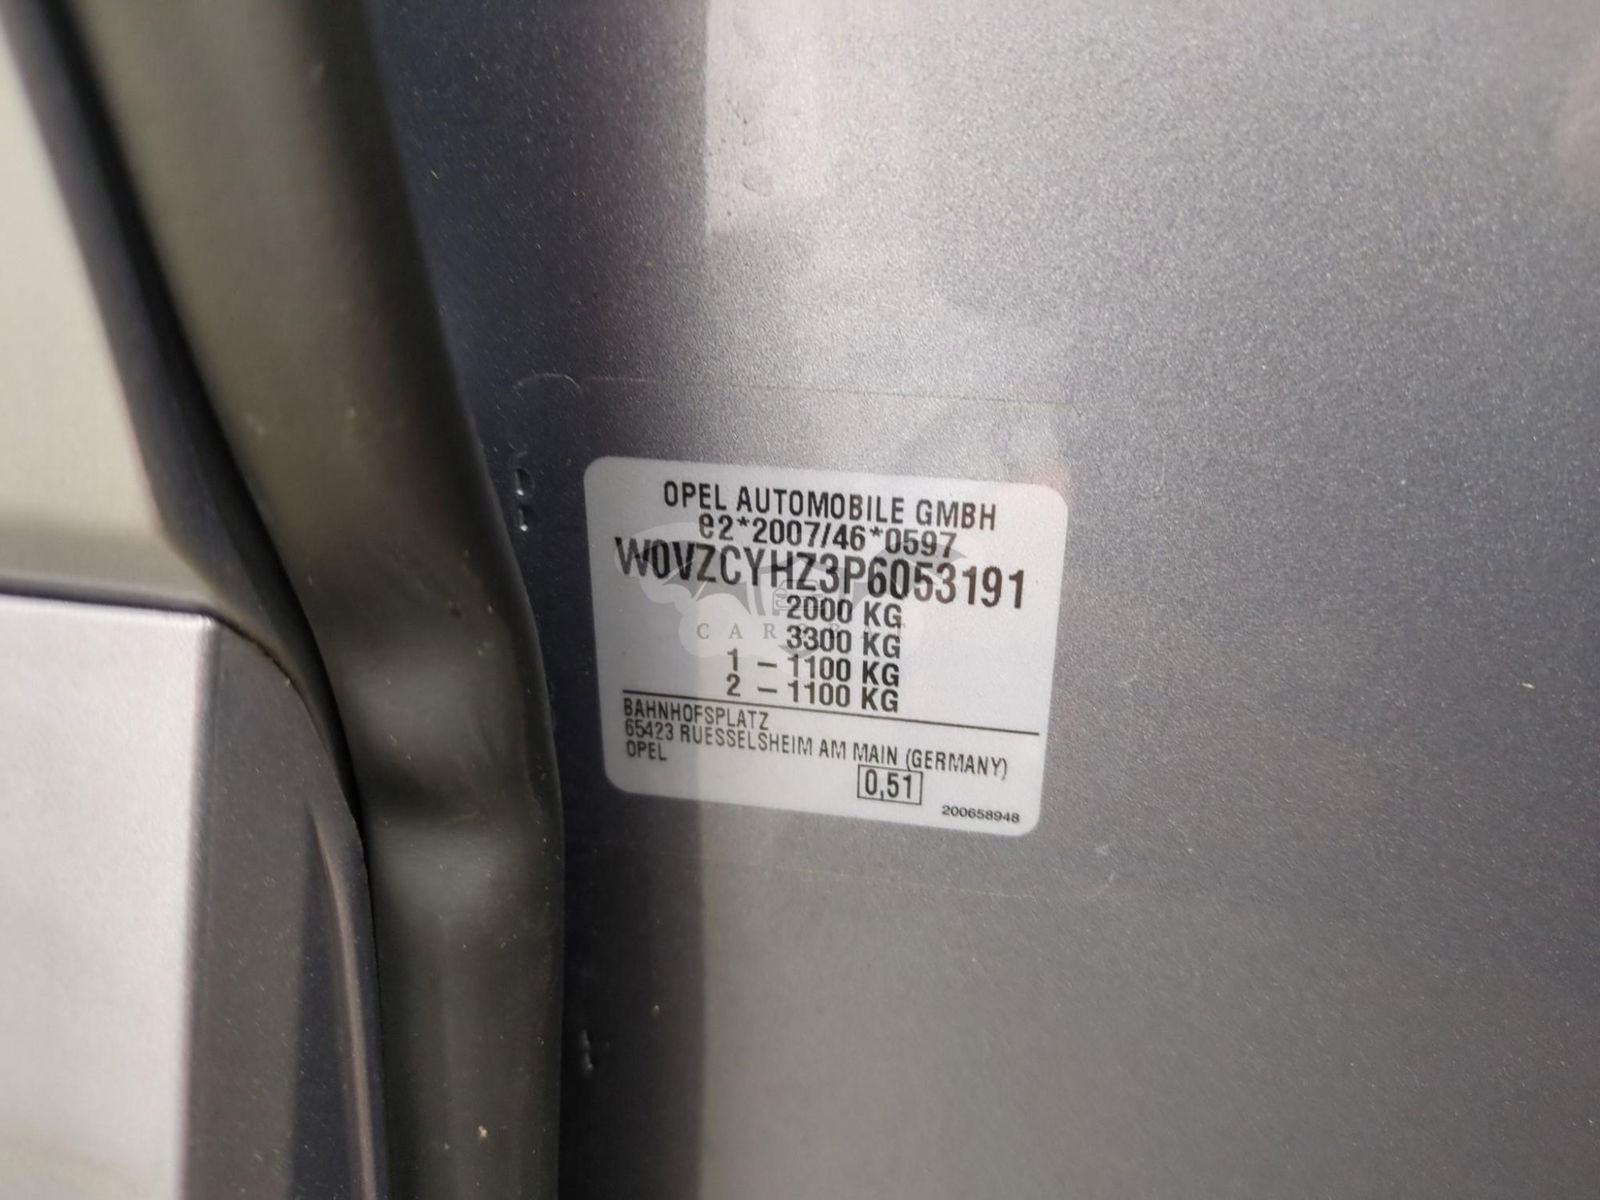 OPEL AUTOMOBILE GMBH
e2*2007/46*0597
W0VZCYHZ3P6053191
2000 KG
3300 KG
1 – 1100 KG
2 – 1100 KG
BAHNHOFSPLATZ
65423 RUESSELSHEIM AM MAIN (GERMANY)
OPEL
0,51
200658948